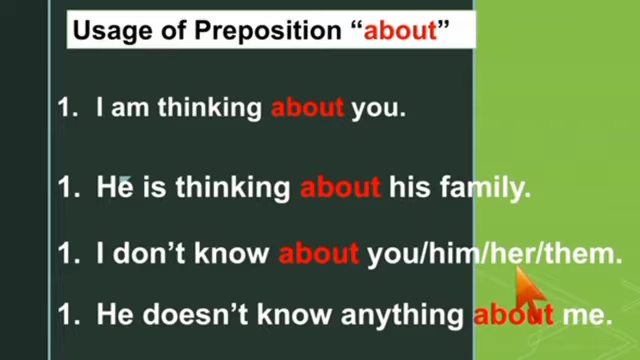 Usage of Preposition “about”
1. I am thinking about you.
1. He is thinking about his family.
1. I don’t know about you/him/her/them.
1. He doesn’t know anything about me.